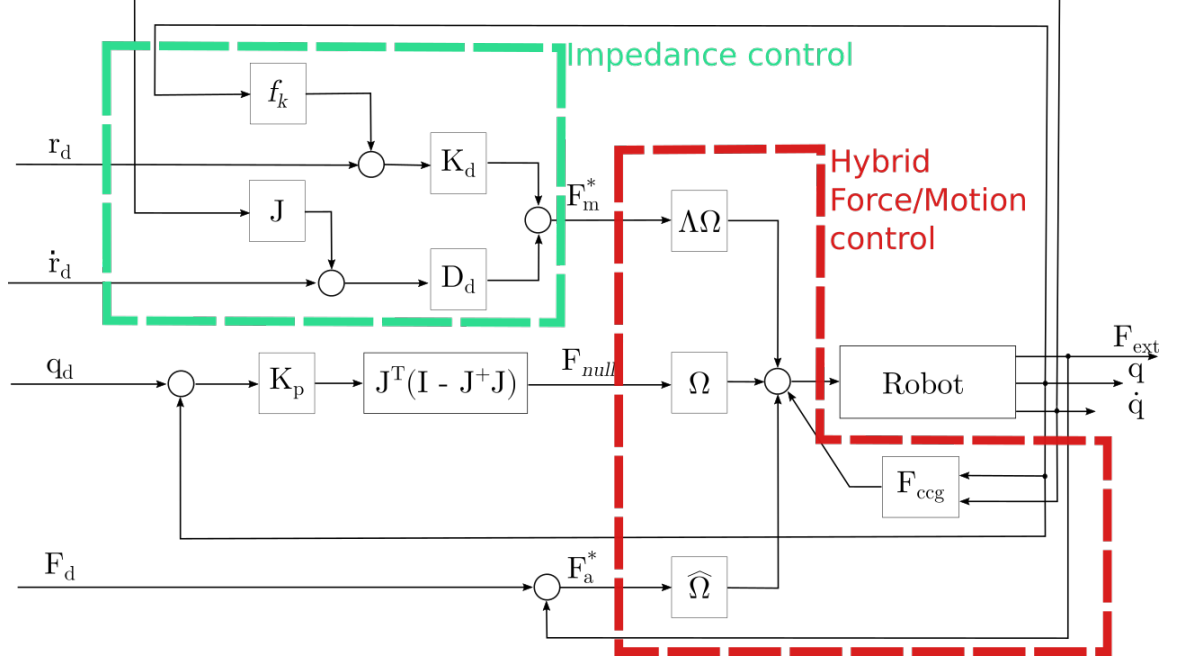 Impedance control
f_k
r_d
K_d
F_m^*
Hybrid
Force/Motion
control
J
ΛΩ
ṙ_d
D_d
F_ext
q_d
F_null
q
K_p
J^T(I - J^+J)
Ω
Robot
q̇
F_ccg
F_d
F_a^*
Ω̂